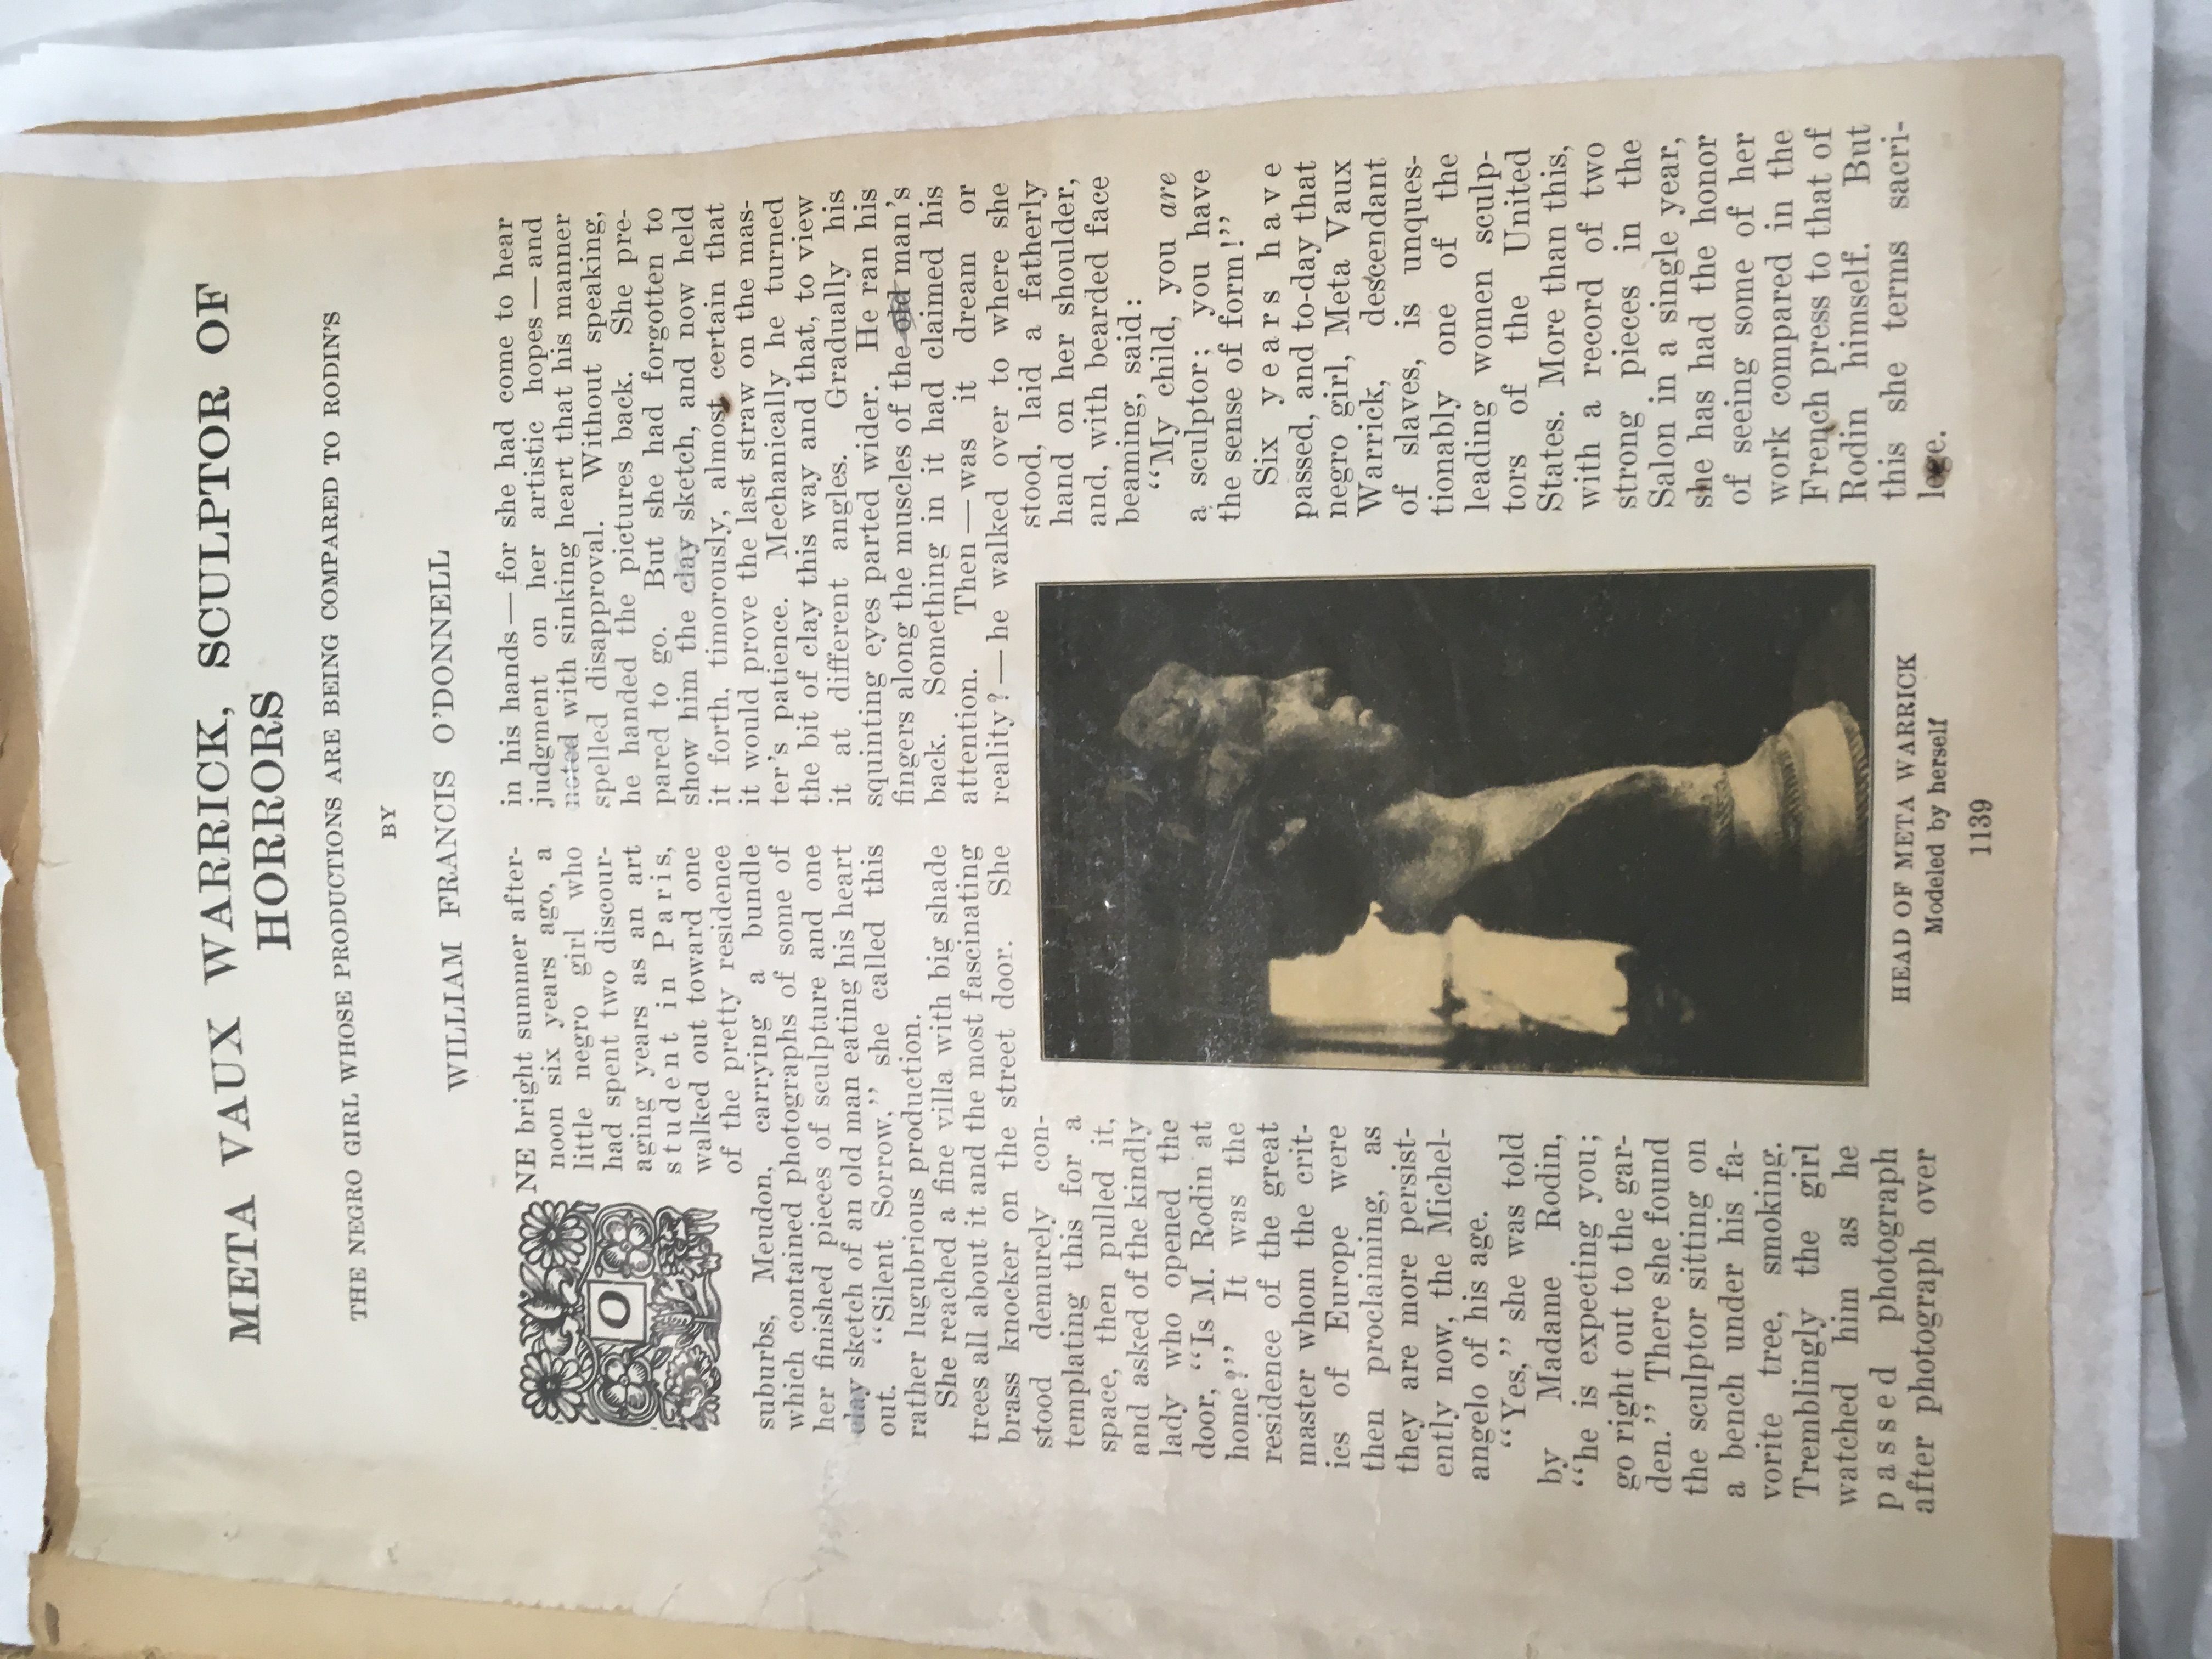 META VAUX WARRICK, SCULPTOR OF
HORRORS
THE NEGRO GIRL WHOSE PRODUCTIONS ARE BEING COMPARED TO RODIN'S
BY
WILLIAM FRANCIS O'DONNELL
ONE bright summer after-
noon six years ago, a
little negro girl who
had spent two discour-
aging years as an art
student in Paris,
walked out toward one
of the pretty residence
suburbs, Meudon, carrying a bundle
which contained photographs of some of
her finished pieces of sculpture and one
clay sketch of an old man eating his heart
out. "Silent Sorrow," she called this
rather lugubrious production.
She reached a fine villa with big shade
trees all about it and the most fascinating
brass knocker on the street door. She
stood demurely con-
templating this for a
space, then pulled it,
and asked of the kindly
lady who opened the
door, "Is M. Rodin at
home?" It was the
residence of the great
master whom the crit-
ics of Europe were
then proclaiming, as
they are more persist-
ently now, the Michel-
angelo of his age.
"Yes," she was told
by Madame Rodin,
"he is expecting you;
go right out to the gar-
den." There she found
the sculptor sitting on
a bench under his fa-
vorite tree, smoking.
Tremblingly the girl
watched him as he
passed photograph
after photograph over
in his hands—for she had come to hear
judgment on her artistic hopes—and
noted with sinking heart that his manner
spelled disapproval. Without speaking,
he handed the pictures back. She pre-
pared to go. But she had forgotten to
show him the clay sketch, and now held
it forth, timorously, almost certain that
it would prove the last straw on the mas-
ter's patience. Mechanically he turned
the bit of clay this way and that, to view
it at different angles. Gradually his
squinting eyes parted wider. He ran his
fingers along the muscles of the old man's
back. Something in it had claimed his
attention. Then—was it dream or
reality?—he walked over to where she
stood, laid a fatherly
hand on her shoulder,
and, with bearded face
beaming, said:
"My child, you are
a sculptor; you have
the sense of form!"
Six years have
passed, and to-day that
negro girl, Meta Vaux
Warrick, descendant
of slaves, is unques-
tionably one of the
leading women sculp-
tors of the United
States. More than this,
with a record of two
strong pieces in the
Salon in a single year,
she has had the honor
of seeing some of her
work compared in the
French press to that of
Rodin himself. But
this she terms sacri-
lege.
HEAD OF META WARRICK
Modeled by herself
1139